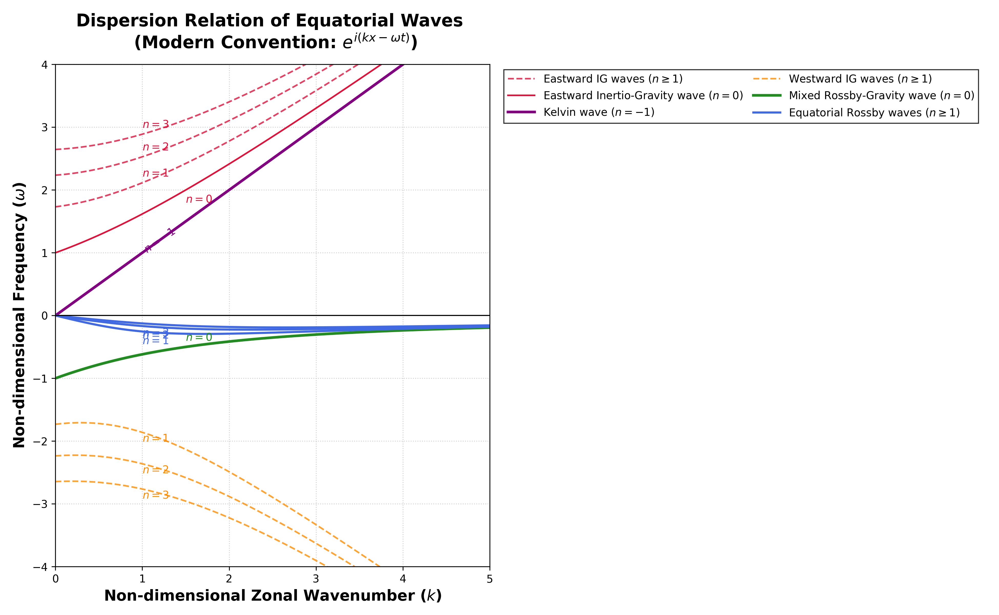 Dispersion Relation of Equatorial Waves
(Modern Convention: e^{i(kx − ωt)})
Non-dimensional Frequency (ω)
4
3
2
1
0
−1
−2
−3
−4
n = 3
n = 2
n = 1
n = 0
n = −1
n = 3
n = 2
n = 1
n = 0
n = 1
n = 2
n = 3
0 1 2 3 4 5
Non-dimensional Zonal Wavenumber (k)
Eastward IG waves (n ≥ 1)
Eastward Inertio-Gravity wave (n = 0)
Kelvin wave (n = −1)
Westward IG waves (n ≥ 1)
Mixed Rossby-Gravity wave (n = 0)
Equatorial Rossby waves (n ≥ 1)